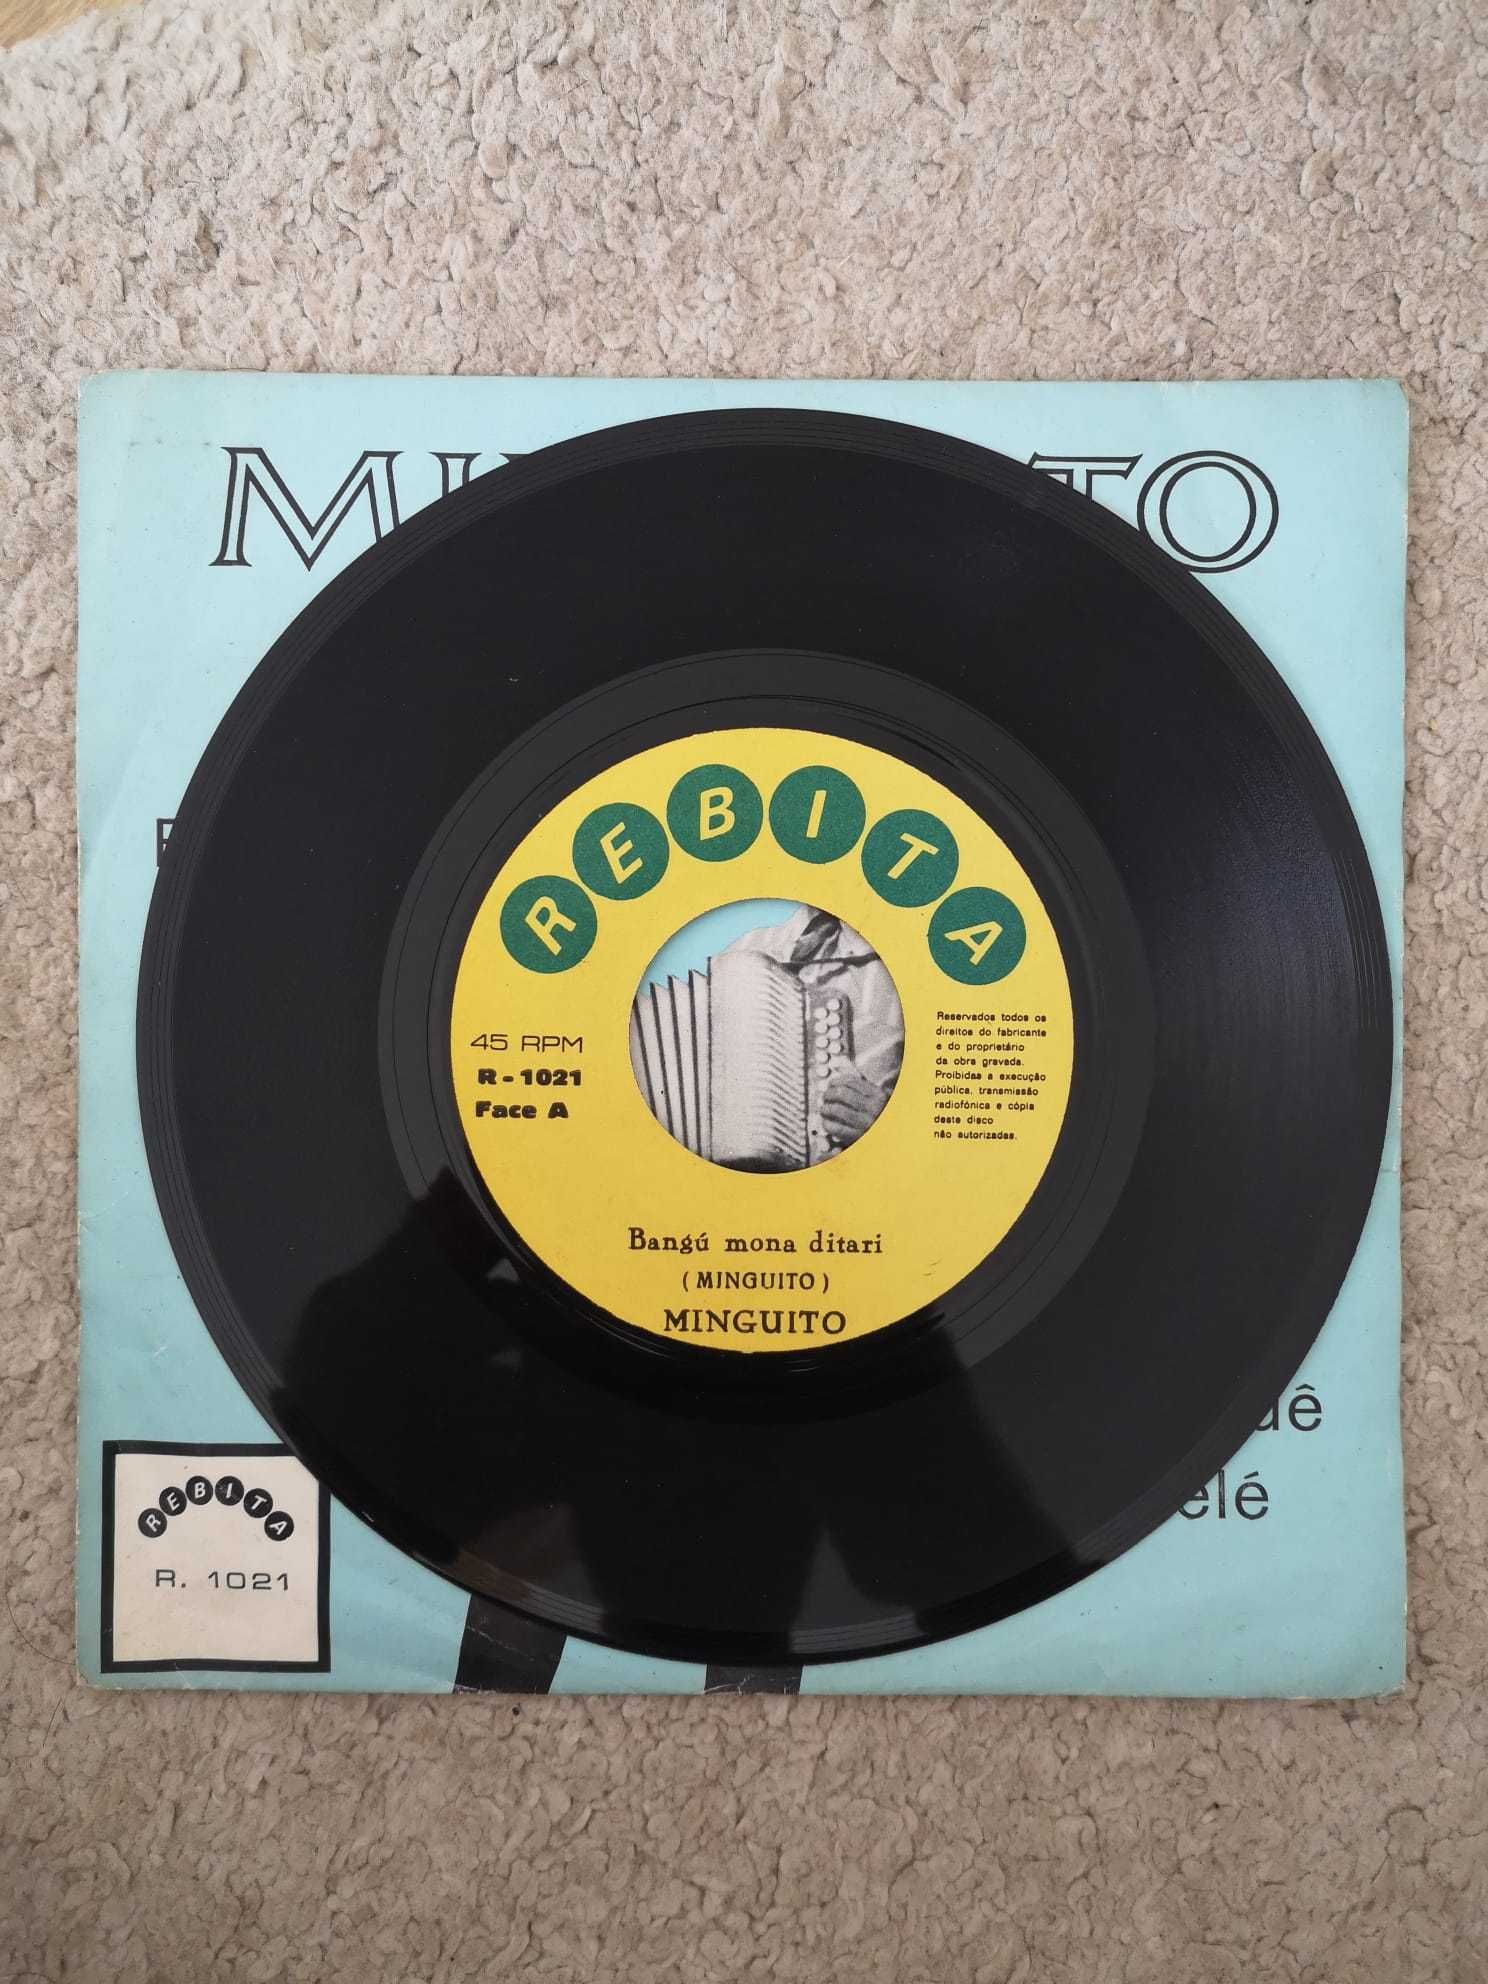 REBITA
45 RPM
R - 1021
Face A
Reservados todos os
direitos do fabricante
e do proprietário
da obra gravada.
Proibidas a execução
pública, transmissão
radiofónica e cópia
deste disco
não autorizadas.
Bangú mona ditari
(MINGUITO)
MINGUITO
REBITA
R. 1021